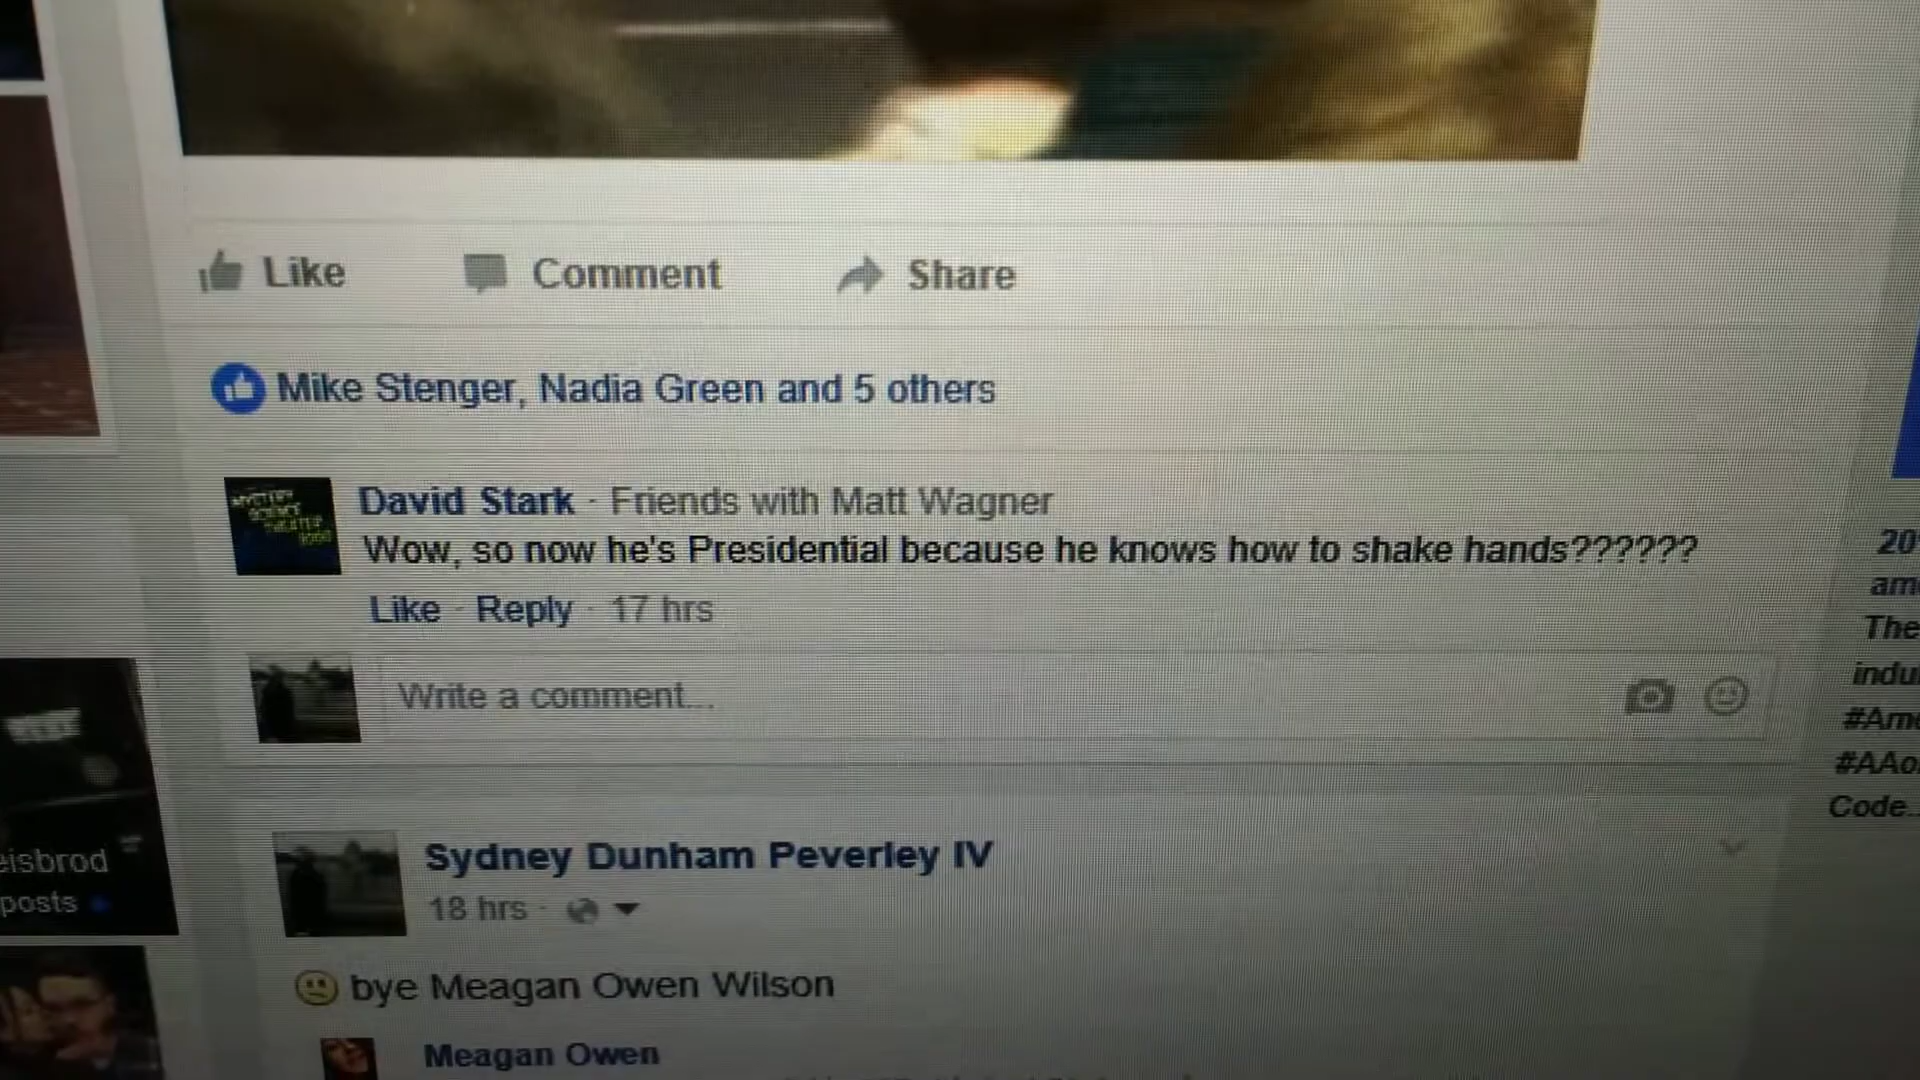 Like Comment Share
Mike Stenger, Nadia Green and 5 others
David Stark · Friends with Matt Wagner
Wow, so now he's Presidential because he knows how to shake hands??????
Like · Reply · 17 hrs
Write a comment...
Sydney Dunham Peverley IV
18 hrs ·
bye Meagan Owen Wilson
Meagan Owen
eisbrod
posts
20
am
The
indu
#Am
#AAo
Code...